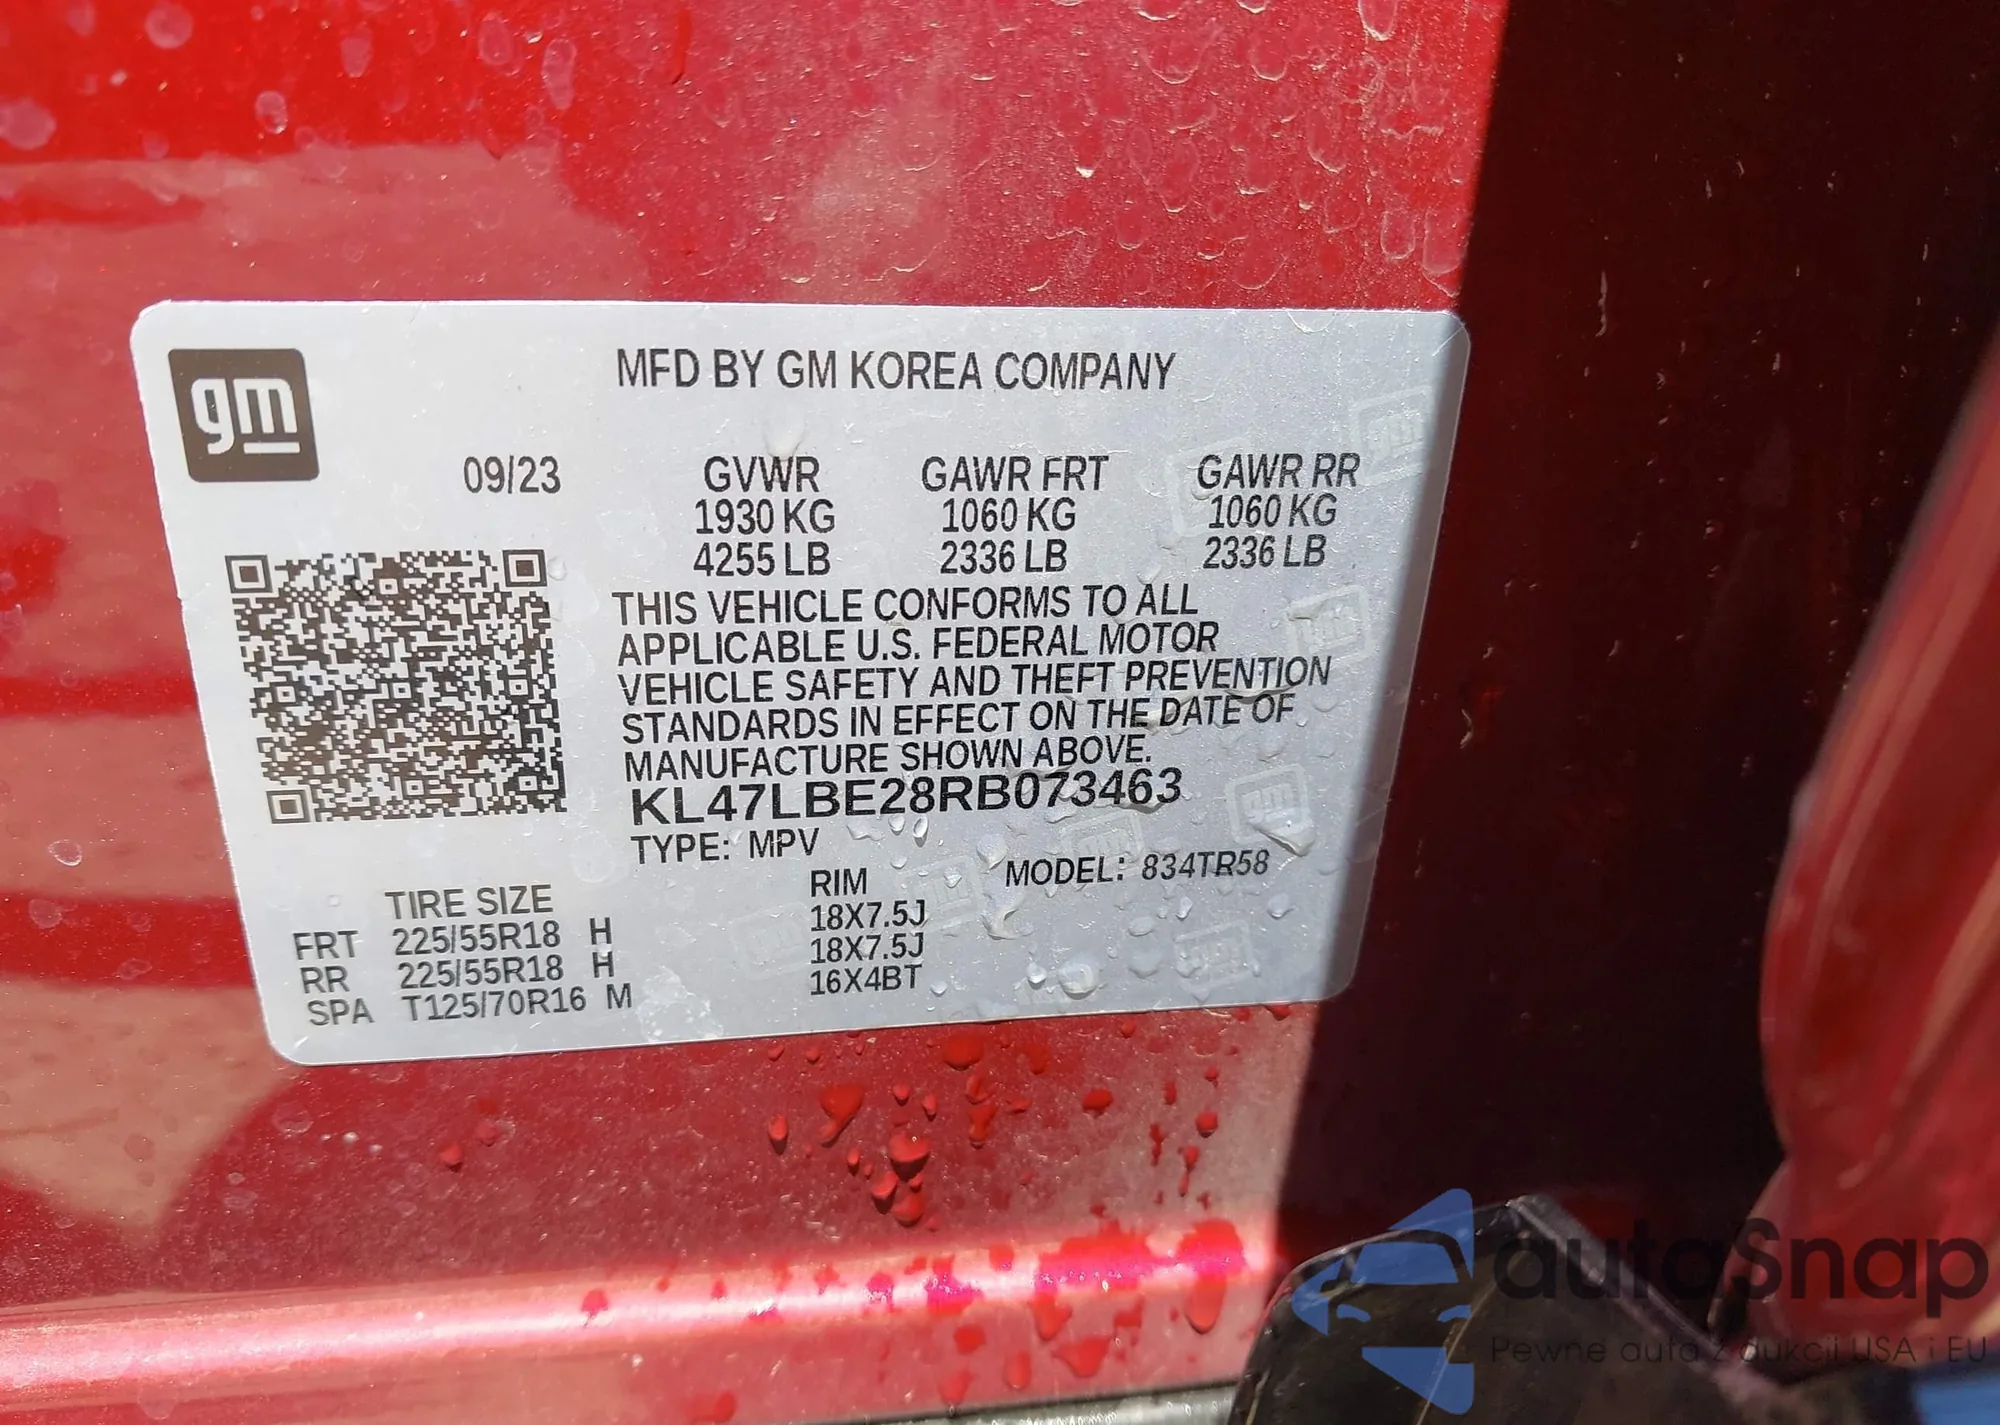 gm
MFD BY GM KOREA COMPANY
09/23 GVWR GAWR FRT GAWR RR
1930 KG 1060 KG 1060 KG
4255 LB 2336 LB 2336 LB
THIS VEHICLE CONFORMS TO ALL
APPLICABLE U.S. FEDERAL MOTOR
VEHICLE SAFETY AND THEFT PREVENTION
STANDARDS IN EFFECT ON THE DATE OF
MANUFACTURE SHOWN ABOVE.
KL47LBE28RB073463
TYPE: MPV
MODEL: 834TR58
TIRE SIZE RIM
FRT 225/55R18 H 18X7.5J
RR 225/55R18 H 18X7.5J
SPA T125/70R16 M 16X4BT
autaSnap
Pewne auta z dukcji USA i EU